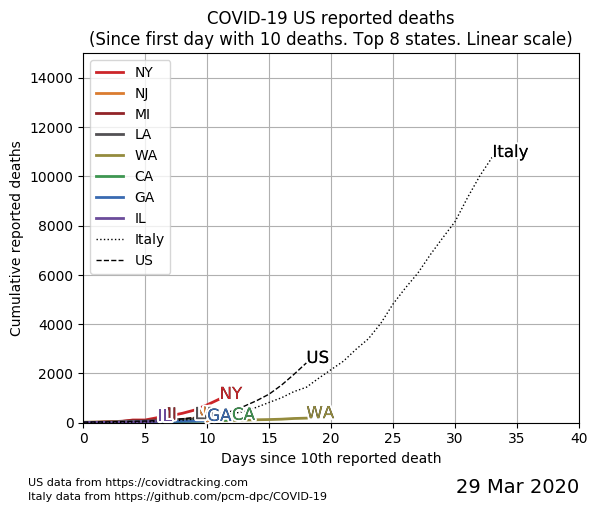 COVID-19 US reported deaths
(Since first day with 10 deaths. Top 8 states. Linear scale)
Cumulative reported deaths
14000
12000
10000
8000
6000
4000
2000
0
NY
NJ
MI
LA
WA
CA
GA
IL
Italy
US
Italy
US
NY
WA
CA
GA
IL
0 5 10 15 20 25 30 35 40
Days since 10th reported death
US data from https://covidtracking.com
Italy data from https://github.com/pcm-dpc/COVID-19
29 Mar 2020